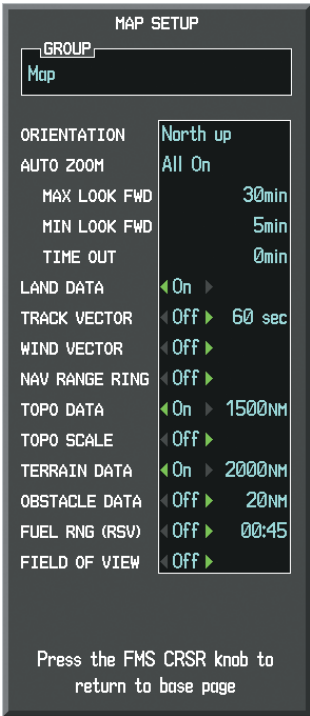 MAP SETUP
GROUP
Map
ORIENTATION North up
AUTO ZOOM All On
MAX LOOK FWD 30min
MIN LOOK FWD 5min
TIME OUT 0min
LAND DATA On
TRACK VECTOR Off 60 sec
WIND VECTOR Off
NAV RANGE RING Off
TOPO DATA On 1500NM
TOPO SCALE Off
TERRAIN DATA On 2000NM
OBSTACLE DATA Off 20NM
FUEL RNG (RSV) Off 00:45
FIELD OF VIEW Off
Press the FMS CRSR knob to
return to base page